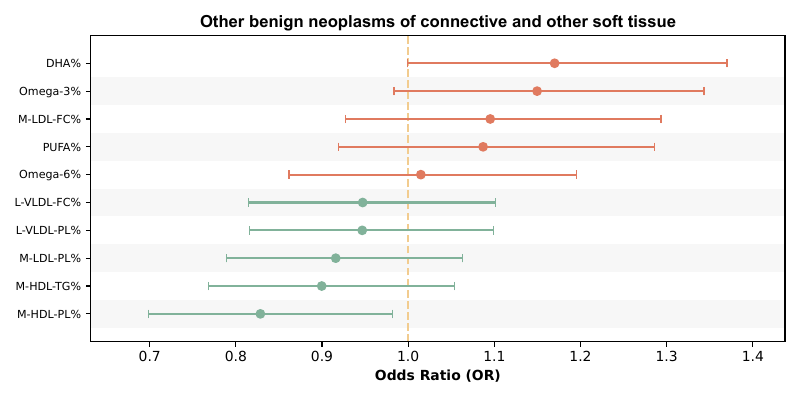 Other benign neoplasms of connective and other soft tissue
DHA%
Omega-3%
M-LDL-FC%
PUFA%
Omega-6%
L-VLDL-FC%
L-VLDL-PL%
M-LDL-PL%
M-HDL-TG%
M-HDL-PL%
0.7 0.8 0.9 1.0 1.1 1.2 1.3 1.4
Odds Ratio (OR)